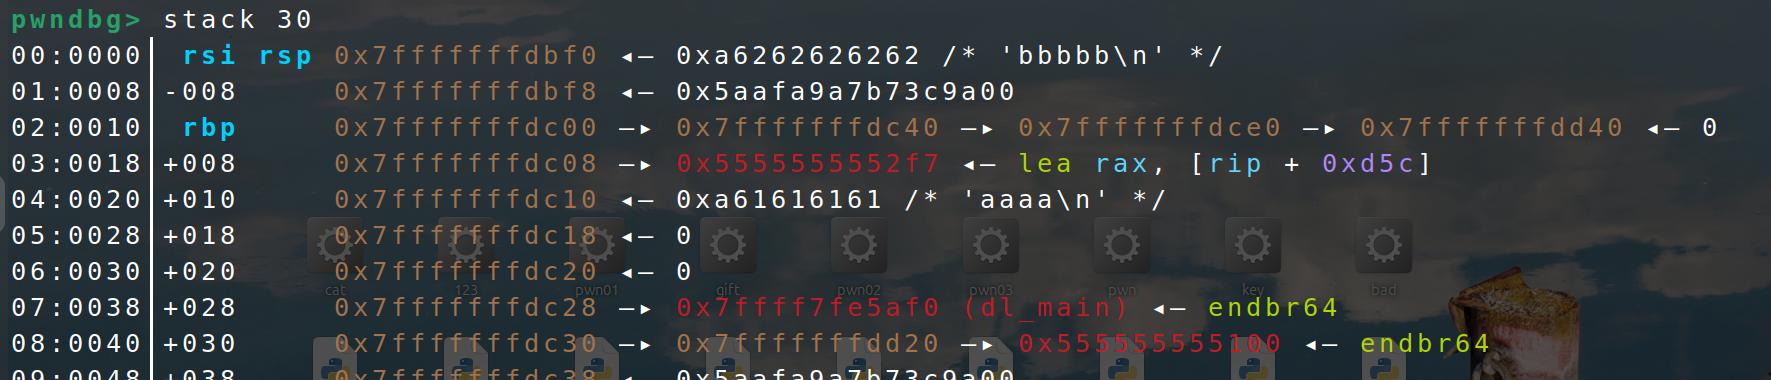 pwndbg> stack 30
00:0000│ rsi rsp 0x7fffffffdbf0 ◂— 0xa6262626262 /* 'bbbbb\n' */
01:0008│-008     0x7fffffffdbf8 ◂— 0x5aafa9a7b73c9a00
02:0010│ rbp     0x7fffffffdc00 —▸ 0x7fffffffdc40 —▸ 0x7fffffffdce0 —▸ 0x7fffffffdd40 ◂— 0
03:0018│+008     0x7fffffffdc08 —▸ 0x5555555552f7 ◂— lea rax, [rip + 0xd5c]
04:0020│+010     0x7fffffffdc10 ◂— 0xa61616161 /* 'aaaa\n' */
05:0028│+018     0x7fffffffdc18 ◂— 0
06:0030│+020     0x7fffffffdc20 ◂— 0
cat 123 pwn01 gift pwn02 pwn03 pwn key bad
07:0038│+028     0x7fffffffdc28 —▸ 0x7ffff7fe5af0 (dl_main) ◂— endbr64
08:0040│+030     0x7fffffffdc30 —▸ 0x7fffffffdd20 —▸ 0x555555555100 ◂— endbr64
09:0048│+038     0x7fffffffdc38 ◂— 0x5aafa9a7b73c9a00